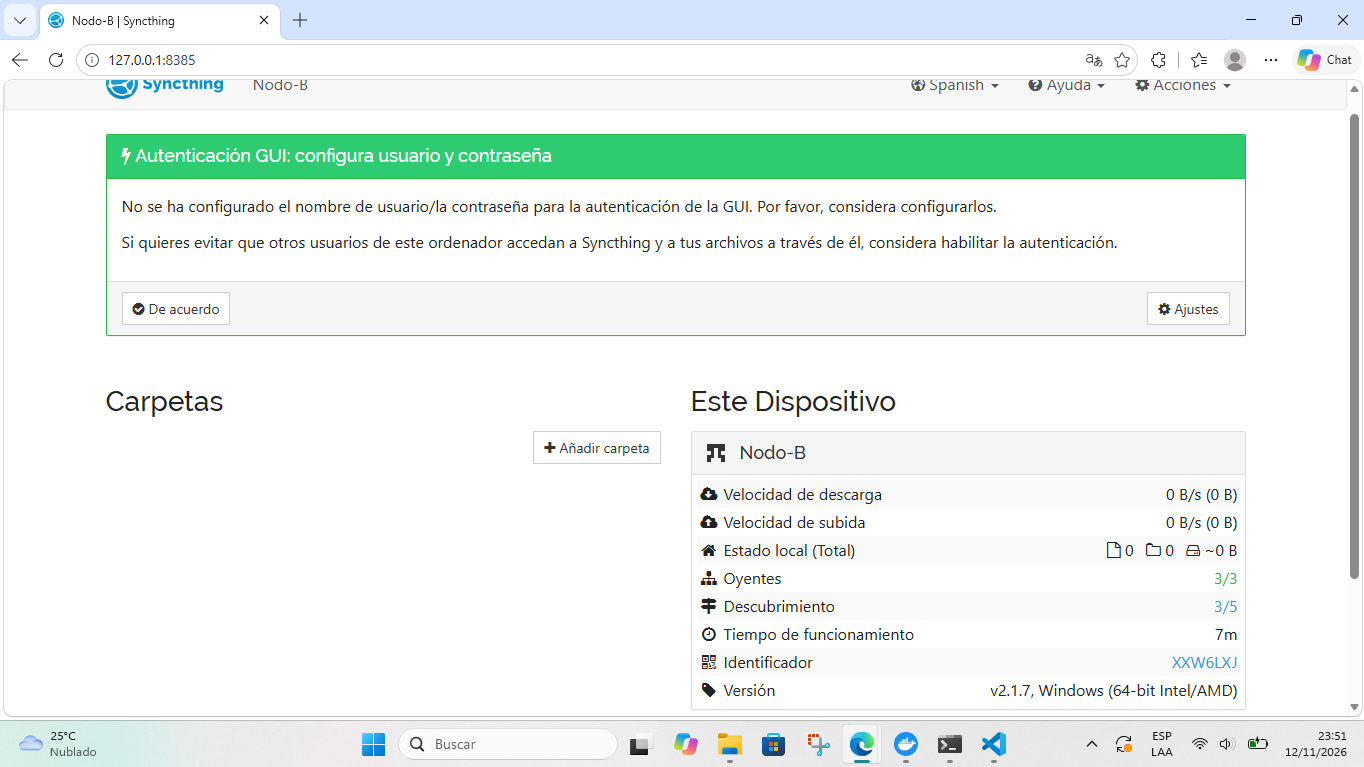 Nodo-B | Syncthing
127.0.0.1:8385
Chat
Syncthing Nodo-B Spanish Ayuda Acciones
Autenticación GUI: configura usuario y contraseña
No se ha configurado el nombre de usuario/la contraseña para la autenticación de la GUI. Por favor, considera configurarlos.
Si quieres evitar que otros usuarios de este ordenador accedan a Syncthing y a tus archivos a través de él, considera habilitar la autenticación.
De acuerdo Ajustes
Carpetas
Añadir carpeta
Este Dispositivo
Nodo-B
Velocidad de descarga 0 B/s (0 B)
Velocidad de subida 0 B/s (0 B)
Estado local (Total) 0 0 ~0 B
Oyentes 3/3
Descubrimiento 3/5
Tiempo de funcionamiento 7m
Identificador XXW6LXJ
Versión v2.1.7, Windows (64-bit Intel/AMD)
25°C
Nublado
Buscar
ESP
LAA
23:51
12/11/2026